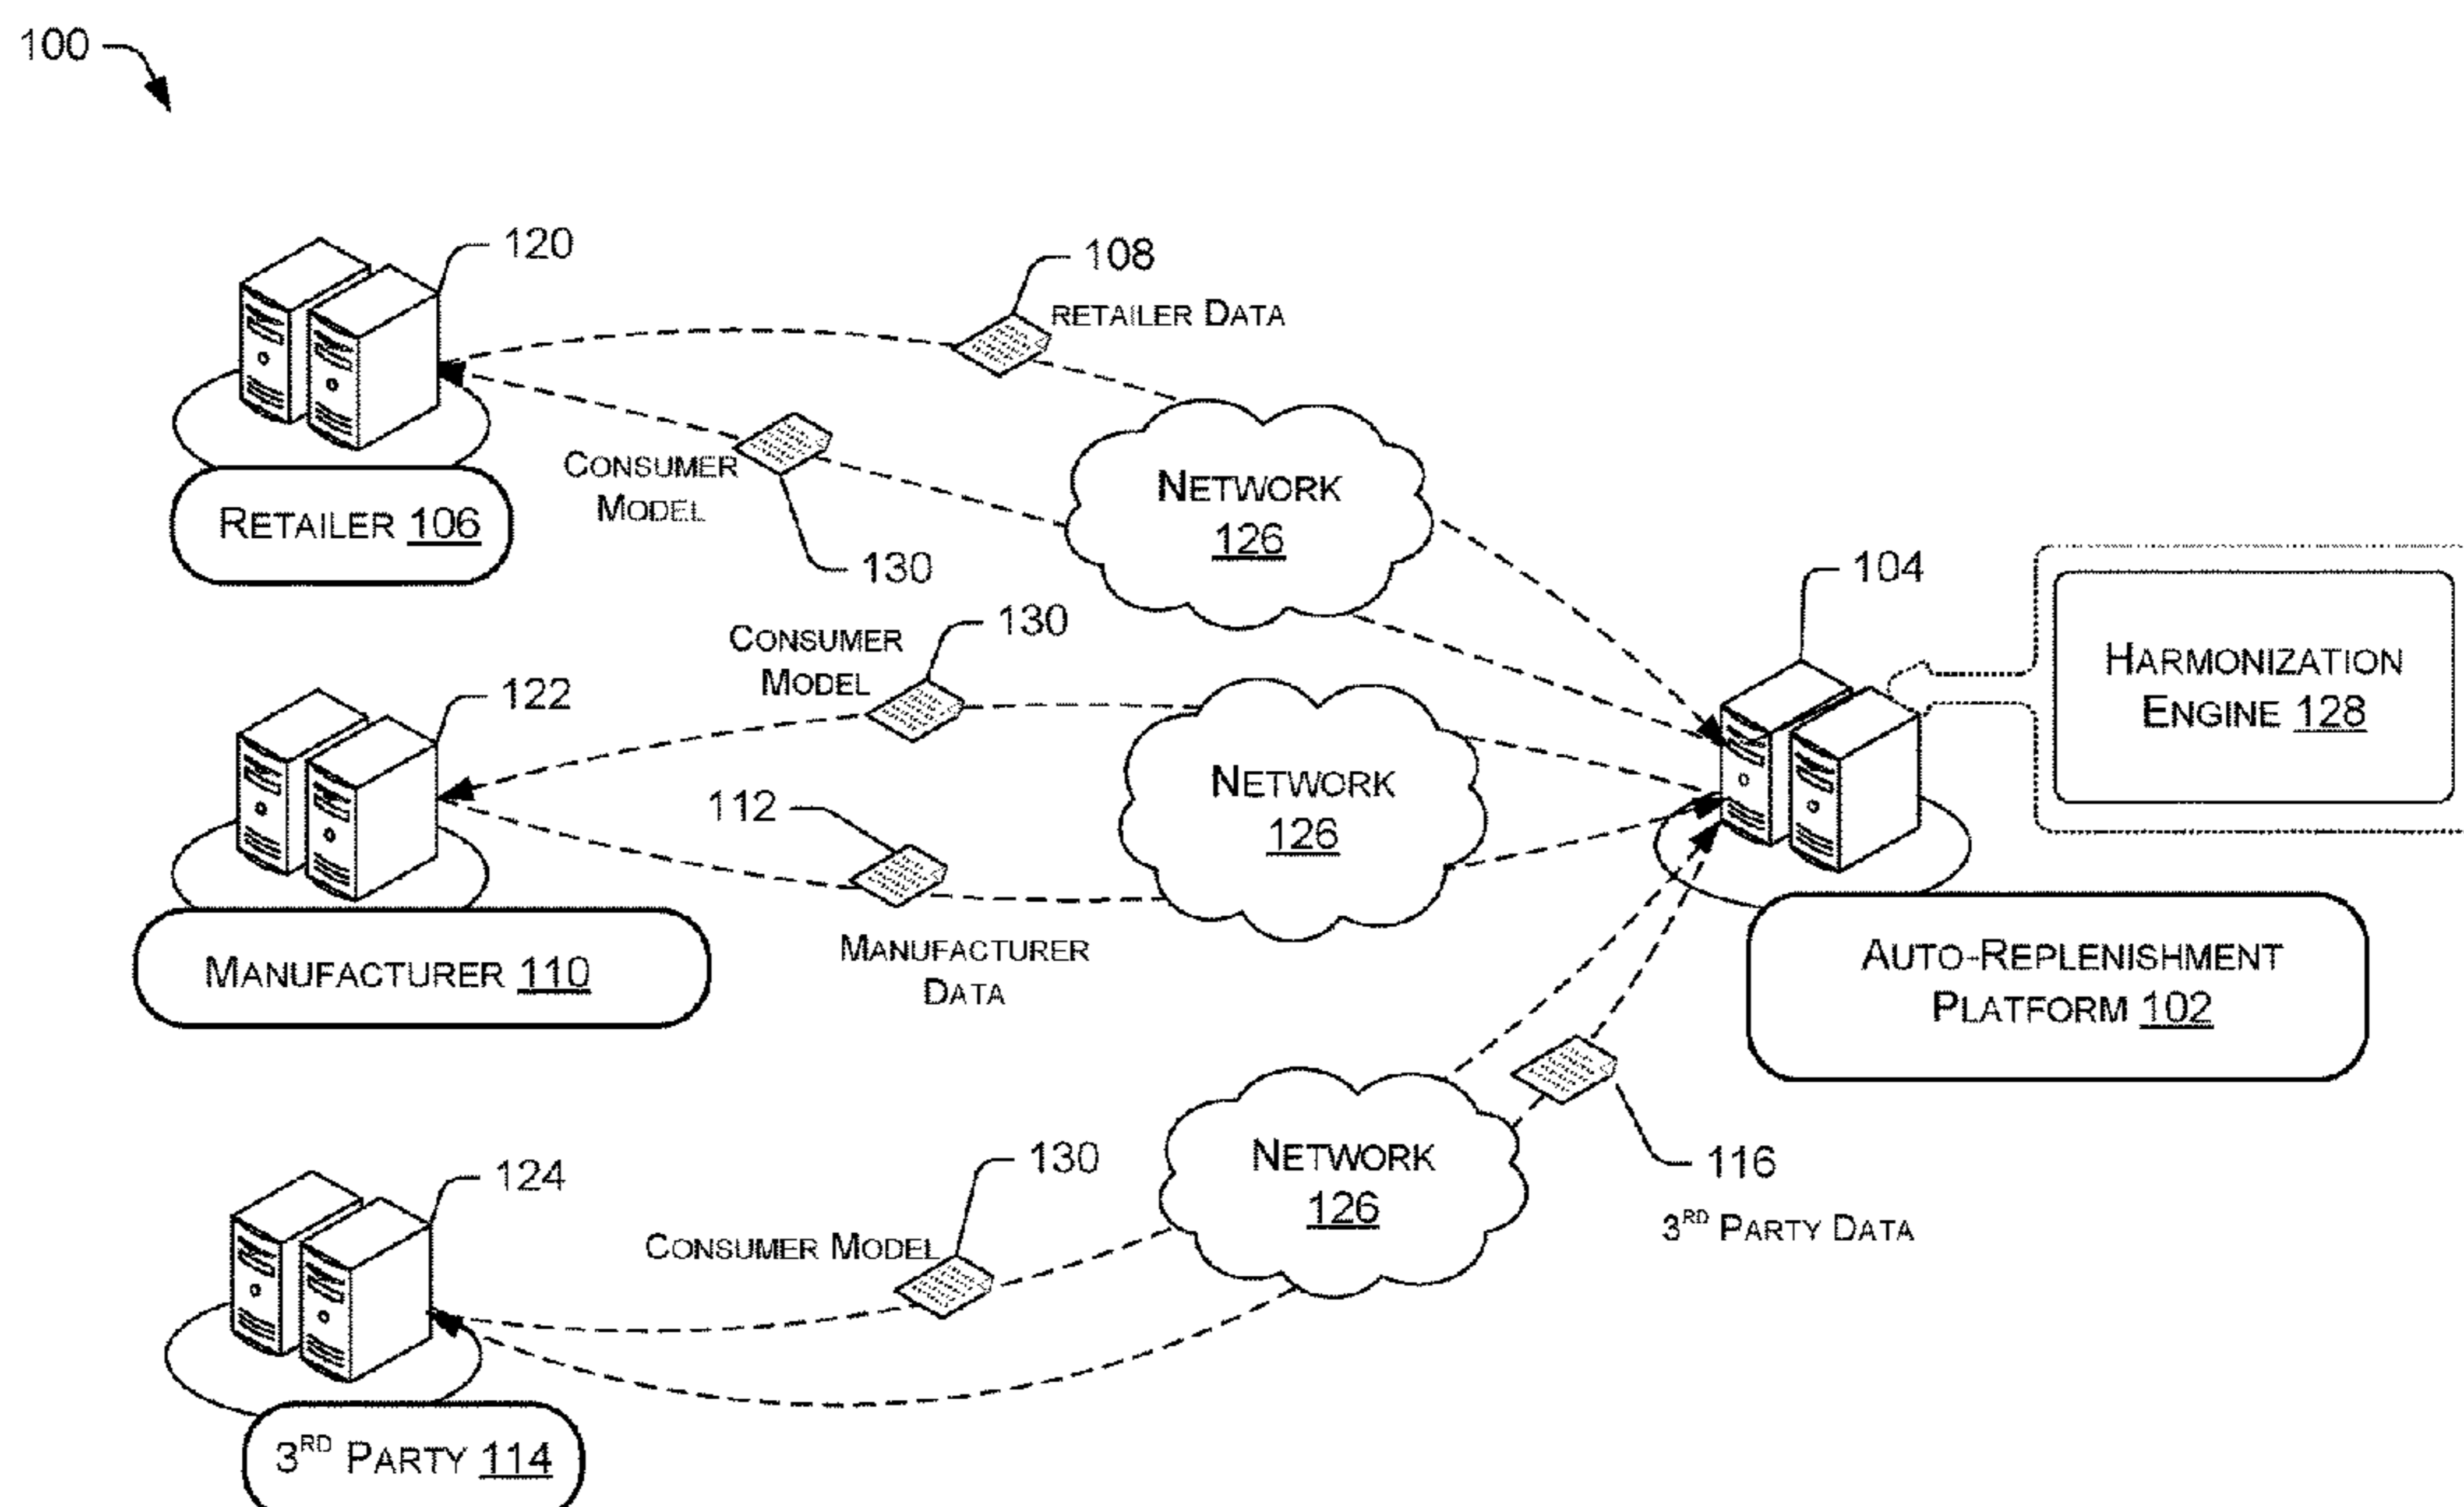 100
120
108
RETAILER DATA
CONSUMER
MODEL
130
RETAILER 106
NETWORK
126
104
HARMONIZATION
ENGINE 128
CONSUMER
MODEL
130
122
112
NETWORK
126
MANUFACTURER
DATA
MANUFACTURER 110
AUTO-REPLENISHMENT
PLATFORM 102
124
CONSUMER MODEL
130
NETWORK
126
116
3RD PARTY DATA
3RD PARTY 114